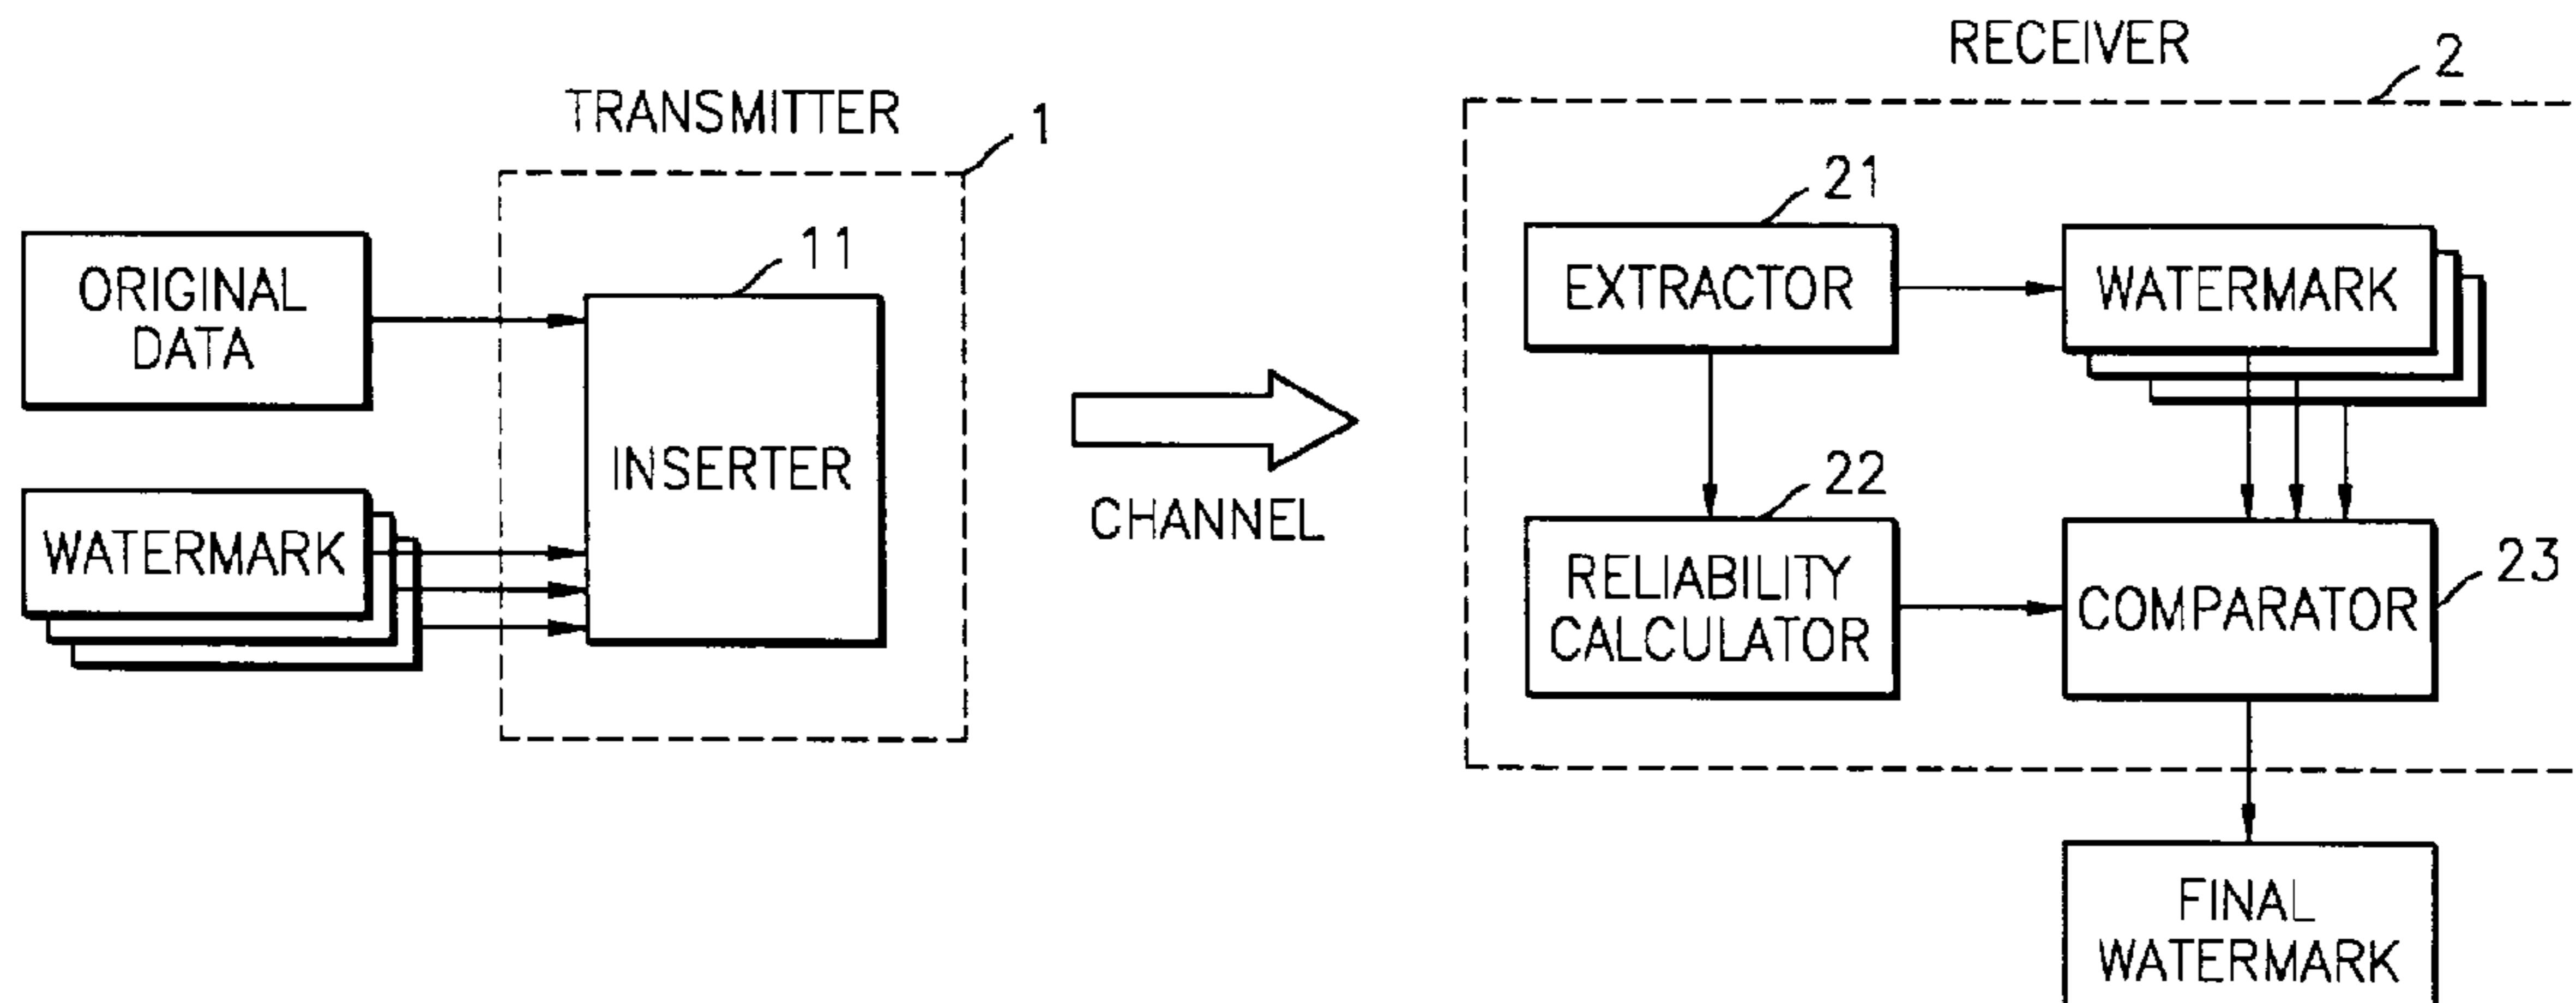 TRANSMITTER
1
ORIGINAL
DATA
WATERMARK
11
INSERTER
CHANNEL
RECEIVER
2
21
EXTRACTOR
WATERMARK
22
RELIABILITY
CALCULATOR
COMPARATOR
23
FINAL
WATERMARK